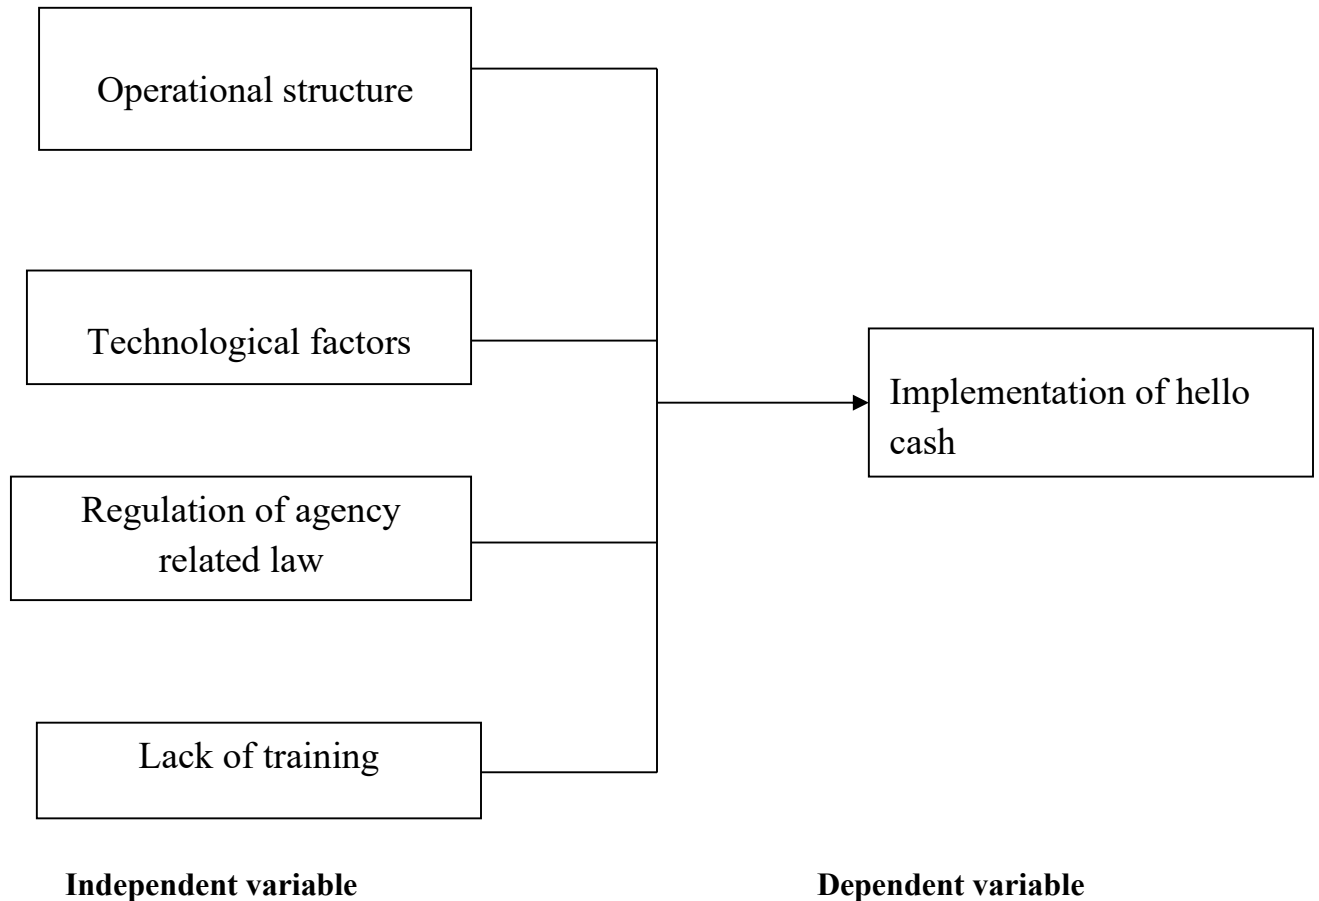 Operational structure
Technological factors
Implementation of hello
cash
Regulation of agency
related law
Lack of training
Independent variable
Dependent variable